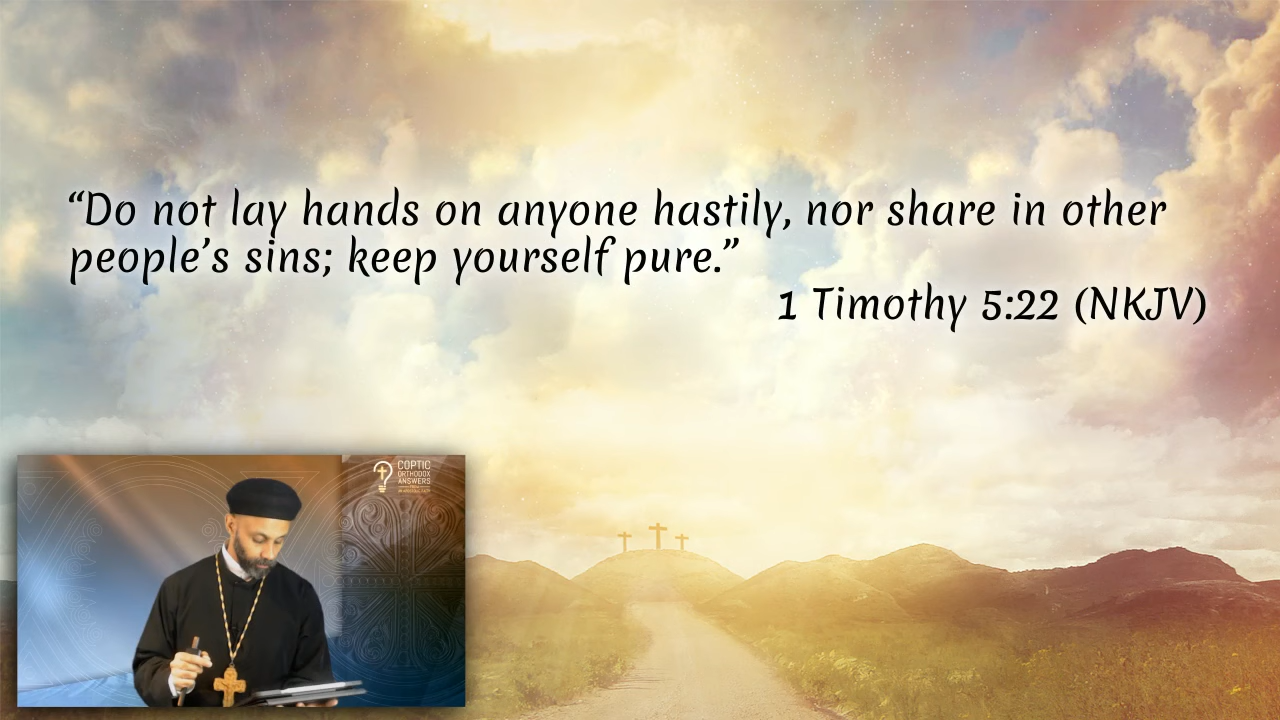 “Do not lay hands on anyone hastily, nor share in other
people’s sins; keep yourself pure.”
1 Timothy 5:22 (NKJV)
COPTIC
ORTHODOX
ANSWERS